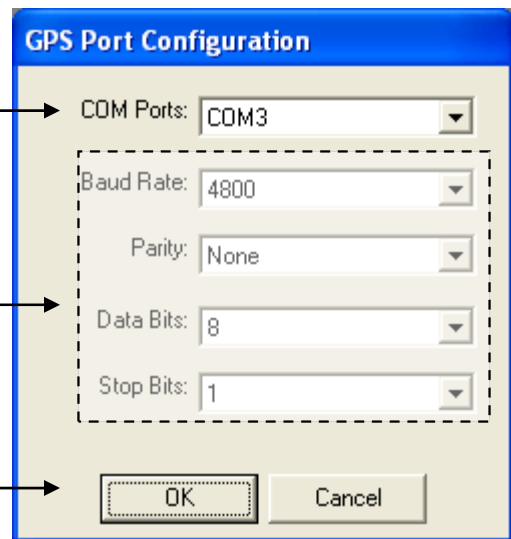 GPS Port Configuration
COM Ports: COM3
Baud Rate: 4800
Parity: None
Data Bits: 8
Stop Bits: 1
OK Cancel